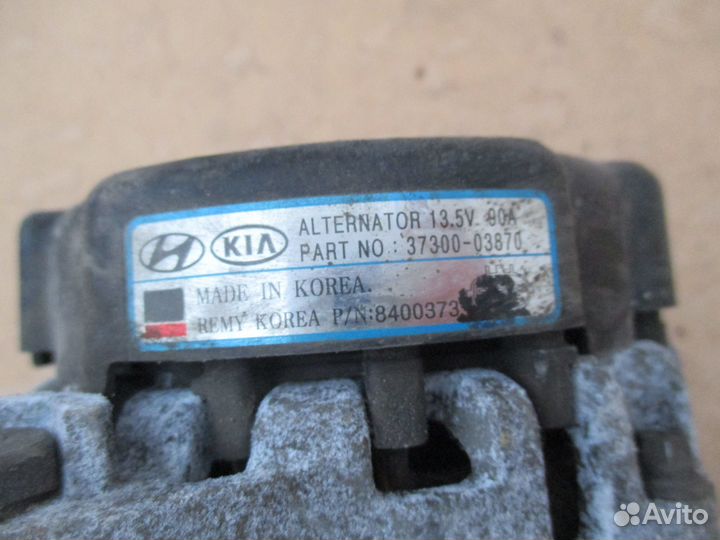 KIA ALTERNATOR 13.5V 90A
PART NO : 37300-03870
MADE IN KOREA.
REMY KOREA P/N:8400373
Avito